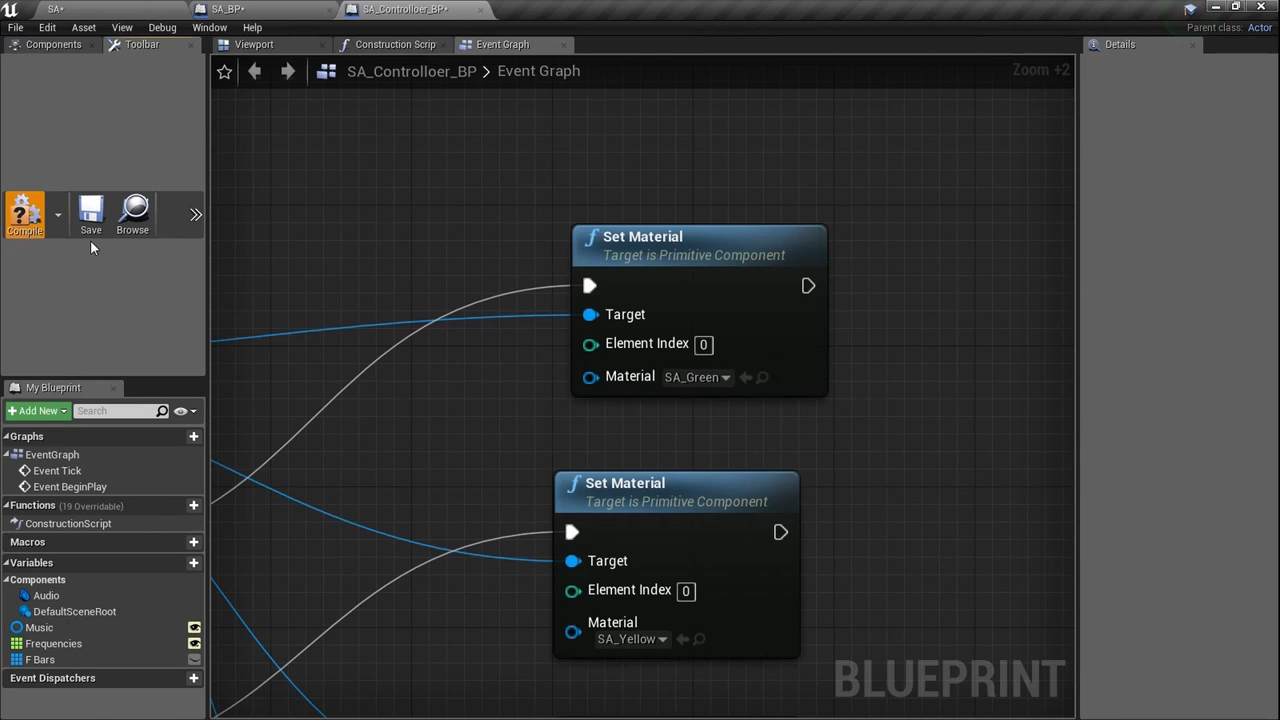 SA*
SA_BP*
SA_Controlloer_BP*
File
Edit
Asset
View
Debug
Window
Help
Parent class: Actor
Components
Toolbar
Viewport
Construction Scrip
Event Graph
Details
SA_Controlloer_BP > Event Graph
Zoom +2
Compile
Save
Browse
Set Material
Target is Primitive Component
Target
Element Index 0
Material SA_Green
My Blueprint
+ Add New
Search
Graphs
EventGraph
Event Tick
Event BeginPlay
Functions (19 Overridable)
ConstructionScript
Macros
Variables
Components
Audio
DefaultSceneRoot
Music
Frequencies
F Bars
Event Dispatchers
Set Material
Target is Primitive Component
Target
Element Index 0
Material
SA_Yellow
BLUEPRINT